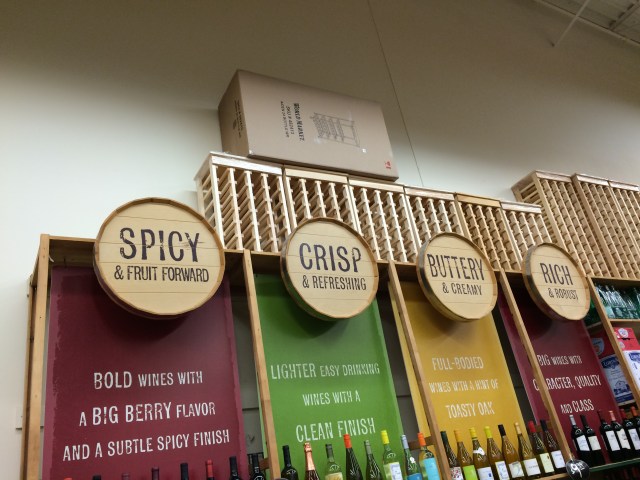 WORLD MARKET
SPICY
& FRUIT FORWARD
CRISP
& REFRESHING
BUTTERY
& CREAMY
RICH
& ROBUST
BOLD WINES WITH
A BIG BERRY FLAVOR
AND A SUBTLE SPICY FINISH
LIGHTER EASY DRINKING
WINES WITH A
CLEAN FINISH
FULL-BODIED
WINES WITH A HINT OF
TOASTY OAK
BIG WINES WITH
CHARACTER, QUALITY
AND CLASS